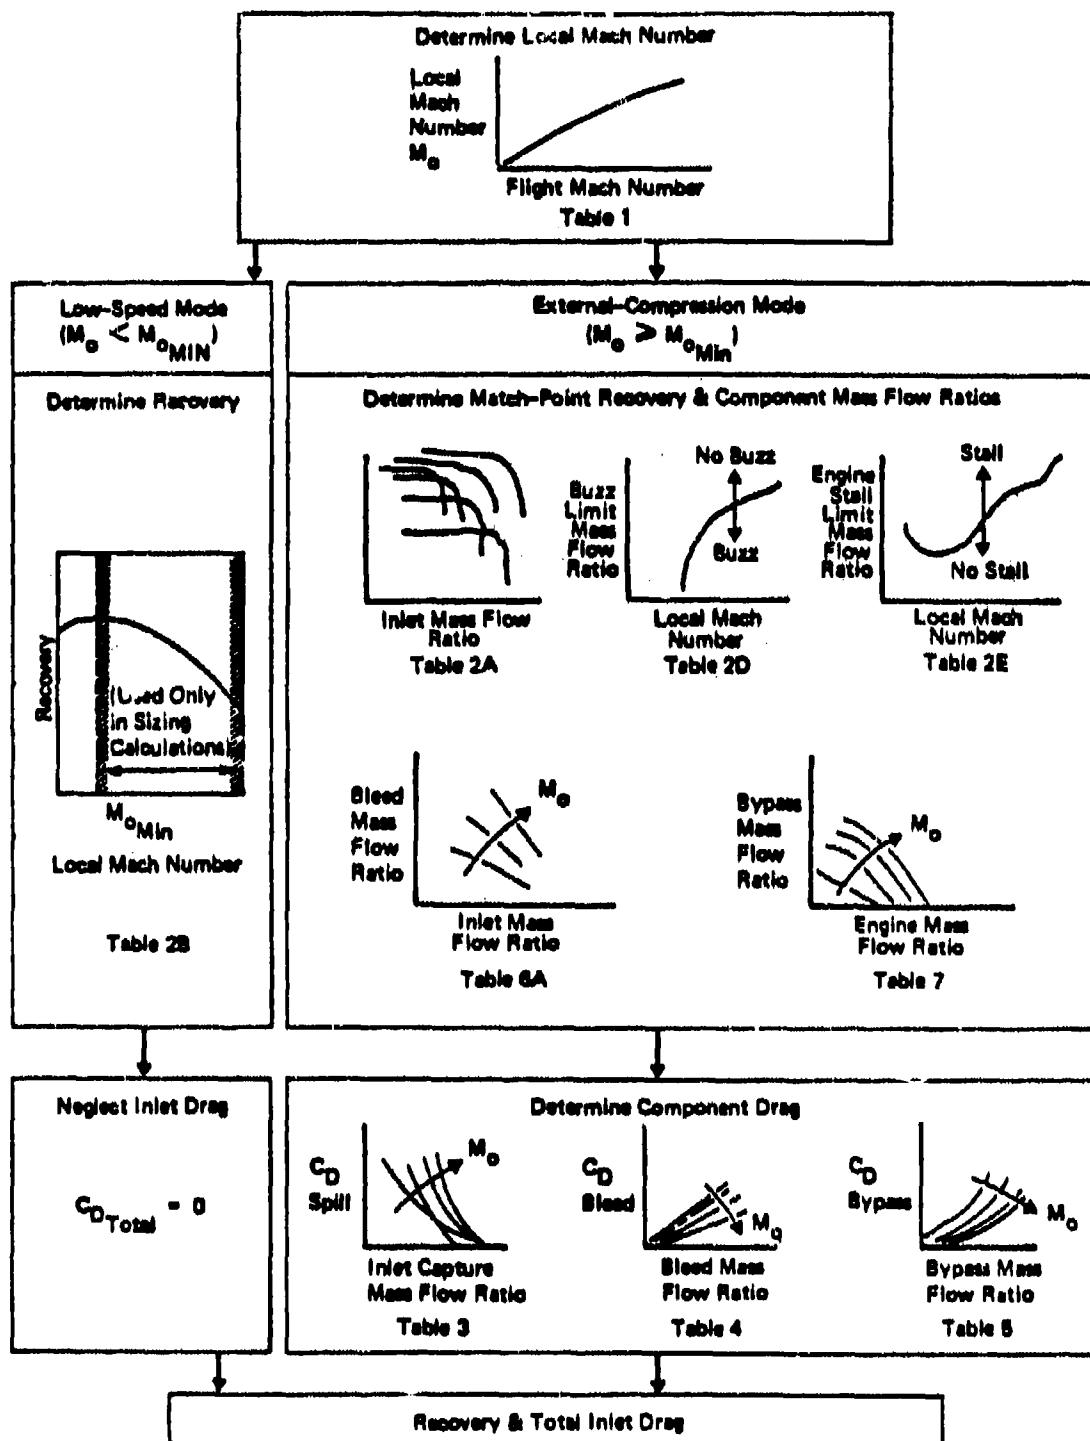 Determine Local Mach Number
Local
Mach
Number
Mo
Flight Mach Number
Table 1
Low-Speed Mode
(Mo < MoMIN)
External-Compression Mode
(Mo ≥ MoMin)
Determine Recovery
Recovery
(Used Only
in Sizing
Calculations)
MoMin
Local Mach Number
Table 2B
Determine Match-Point Recovery & Component Mass Flow Ratios
Inlet Mass Flow
Ratio
Table 2A
Buzz
Limit
Mass
Flow
Ratio
No Buzz
Buzz
Local Mach
Number
Table 2D
Engine
Stall
Limit
Mass
Flow
Ratio
Stall
No Stall
Local Mach
Number
Table 2E
Bleed
Mass
Flow
Ratio
Mo
Inlet Mass
Flow Ratio
Table 6A
Bypass
Mass
Flow
Ratio
Mo
Engine Mass
Flow Ratio
Table 7
Neglect Inlet Drag
CDTotal = 0
Determine Component Drag
CD
Spill
Mo
Inlet Capture
Mass Flow Ratio
Table 3
CD
Bleed
Mo
Bleed Mass
Flow Ratio
Table 4
CD
Bypass
Mo
Bypass Mass
Flow Ratio
Table 5
Recovery & Total Inlet Drag